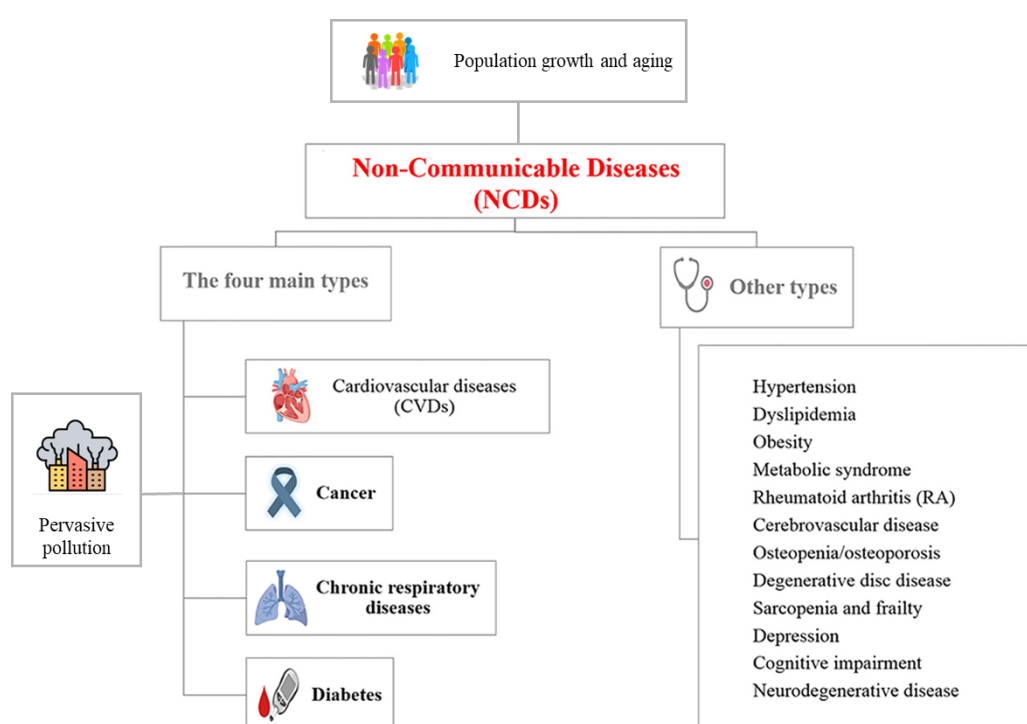 Population growth and aging
Non-Communicable Diseases
(NCDs)
The four main types
Other types
Cardiovascular diseases
(CVDs)
Cancer
Chronic respiratory
diseases
Diabetes
Pervasive
pollution
Hypertension
Dyslipidemia
Obesity
Metabolic syndrome
Rheumatoid arthritis (RA)
Cerebrovascular disease
Osteopenia/osteoporosis
Degenerative disc disease
Sarcopenia and frailty
Depression
Cognitive impairment
Neurodegenerative disease